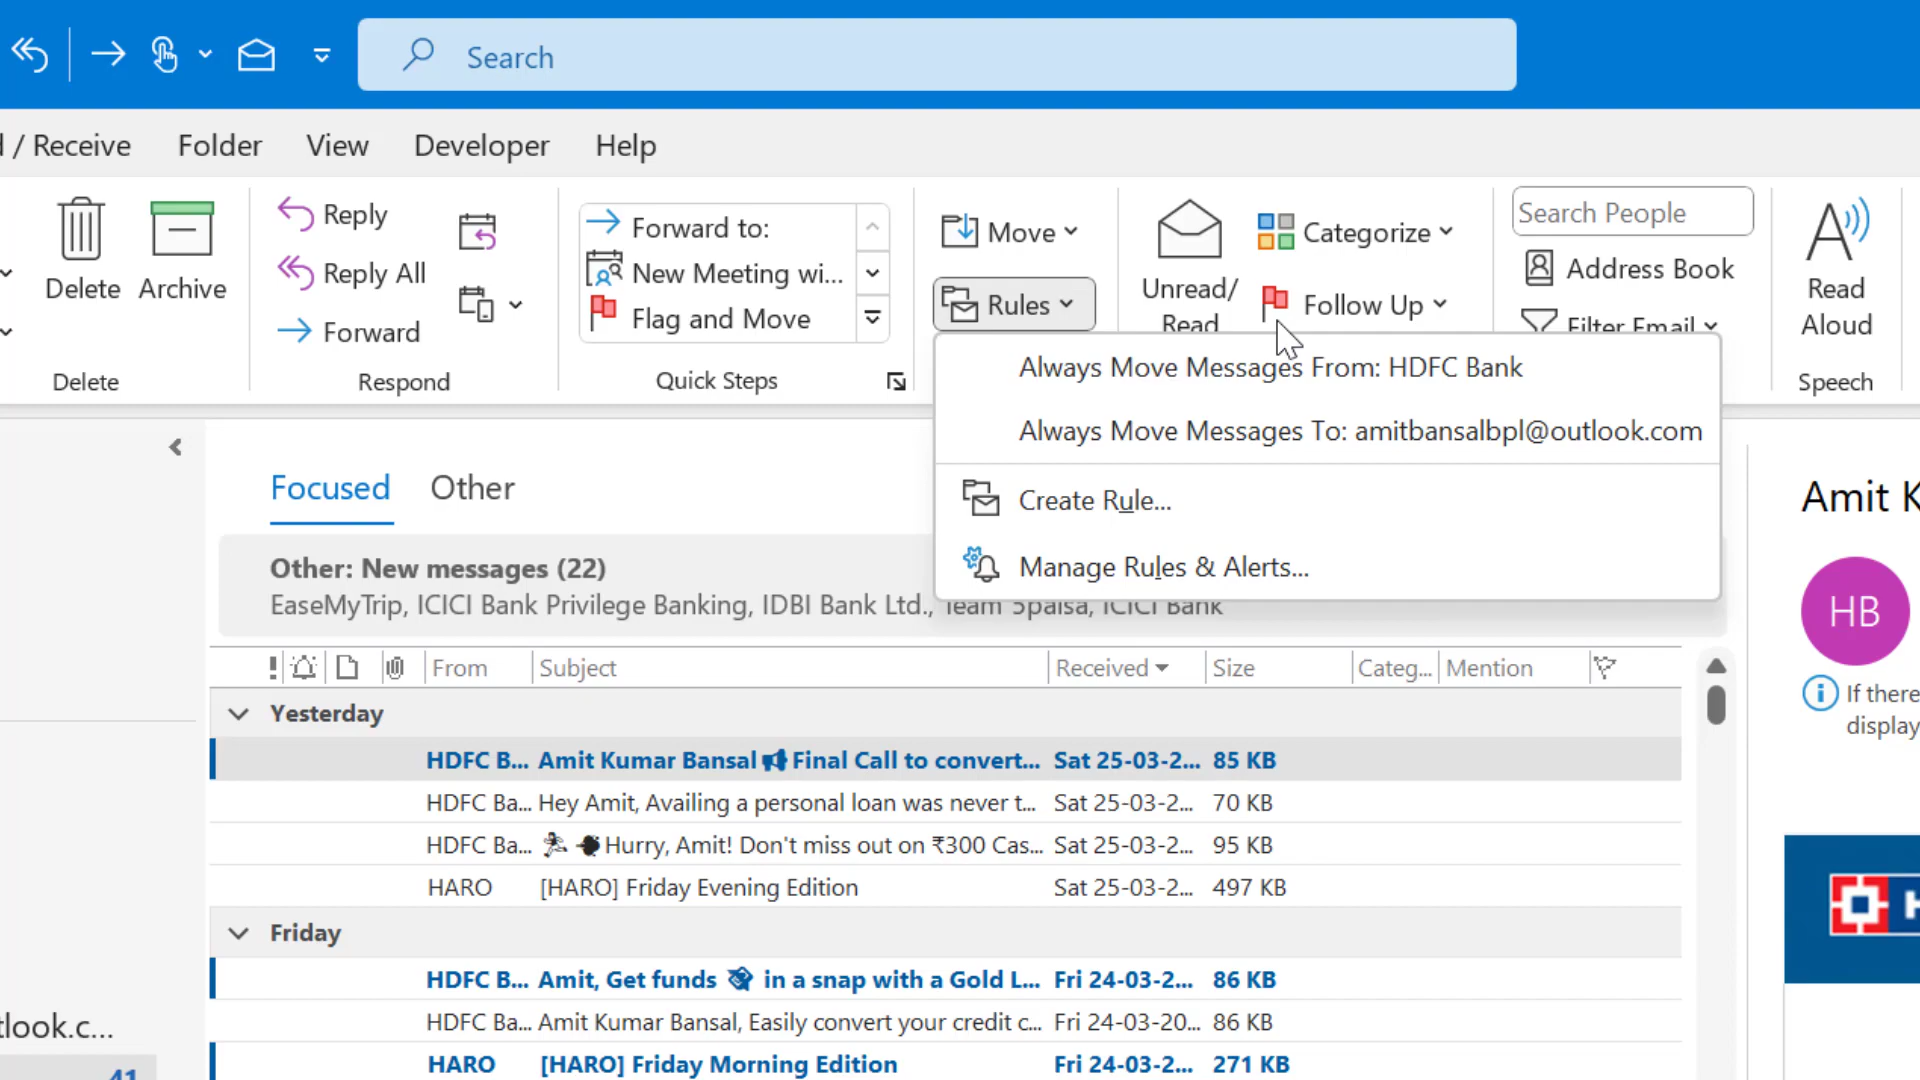 Search
/ Receive
Folder
View
Developer
Help
Delete
Archive
Delete
Reply
Reply All
Forward
Respond
Forward to:
New Meeting wi...
Flag and Move
Quick Steps
Move
Rules
Unread/
Read
Categorize
Follow Up
Search People
Address Book
Filter Email
Read
Aloud
Speech
Always Move Messages From: HDFC Bank
Always Move Messages To: amitbansalbpl@outlook.com
Create Rule...
Manage Rules & Alerts...
Focused
Other
Other: New messages (22)
EaseMyTrip, ICICI Bank Privilege Banking, IDBI Bank Ltd., Team 5paisa, ICICI Bank
From Subject Received Size Categ... Mention
Yesterday
HDFC B... Amit Kumar Bansal📢Final Call to convert... Sat 25-03-2... 85 KB
HDFC Ba... Hey Amit, Availing a personal loan was never t... Sat 25-03-2... 70 KB
HDFC Ba... Hurry, Amit! Don't miss out on ₹300 Cas... Sat 25-03-2... 95 KB
HARO [HARO] Friday Evening Edition Sat 25-03-2... 497 KB
Friday
HDFC B... Amit, Get funds in a snap with a Gold L... Fri 24-03-2... 86 KB
HDFC Ba... Amit Kumar Bansal, Easily convert your credit c... Fri 24-03-20... 86 KB
HARO [HARO] Friday Morning Edition Fri 24-03-2... 271 KB
tlook.c...
41
Amit K
HB
If there
display
H